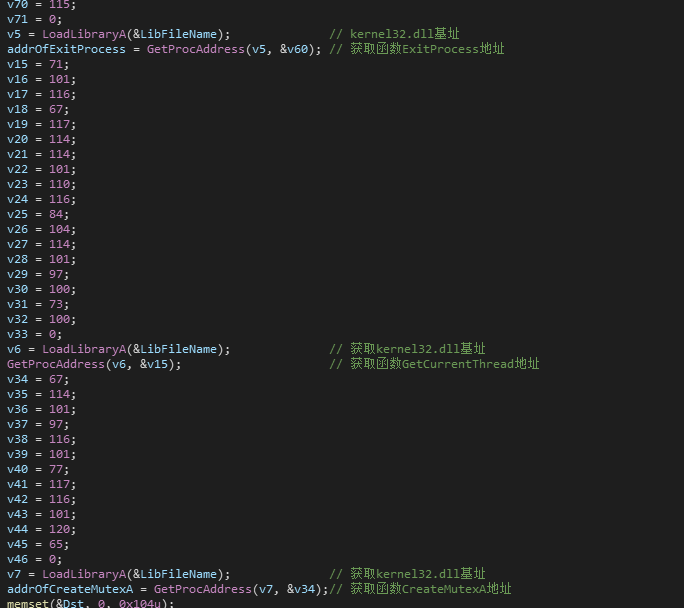 v70 = 115;
v71 = 0;
v5 = LoadLibraryA(&LibFileName); // kernel32.dll基址
addrOfExitProcess = GetProcAddress(v5, &v60); // 获取函数ExitProcess地址
v15 = 71;
v16 = 101;
v17 = 116;
v18 = 67;
v19 = 117;
v20 = 114;
v21 = 114;
v22 = 101;
v23 = 110;
v24 = 116;
v25 = 84;
v26 = 104;
v27 = 114;
v28 = 101;
v29 = 97;
v30 = 100;
v31 = 73;
v32 = 100;
v33 = 0;
v6 = LoadLibraryA(&LibFileName); // 获取kernel32.dll基址
GetProcAddress(v6, &v15); // 获取函数GetCurrentThread地址
v34 = 67;
v35 = 114;
v36 = 101;
v37 = 97;
v38 = 116;
v39 = 101;
v40 = 77;
v41 = 117;
v42 = 116;
v43 = 101;
v44 = 120;
v45 = 65;
v46 = 0;
v7 = LoadLibraryA(&LibFileName); // 获取kernel32.dll基址
addrOfCreateMutexA = GetProcAddress(v7, &v34);// 获取函数CreateMutexA地址
memset(&Dst, 0, 0x104u);